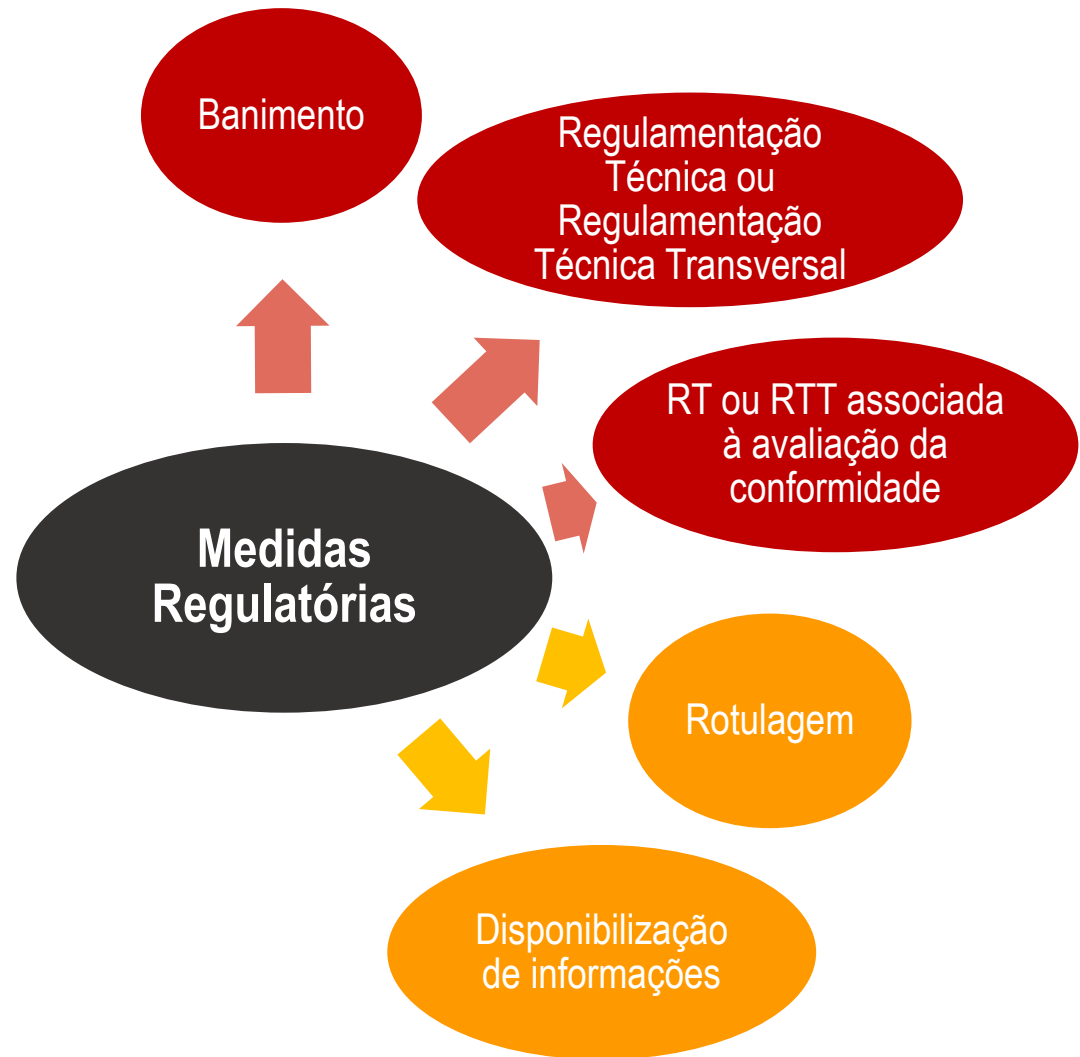 Banimento
Regulamentação
Técnica ou
Regulamentação
Técnica Transversal
RT ou RTT associada
à avaliação da
conformidade
Medidas
Regulatórias
Rotulagem
Disponibilização
de informações